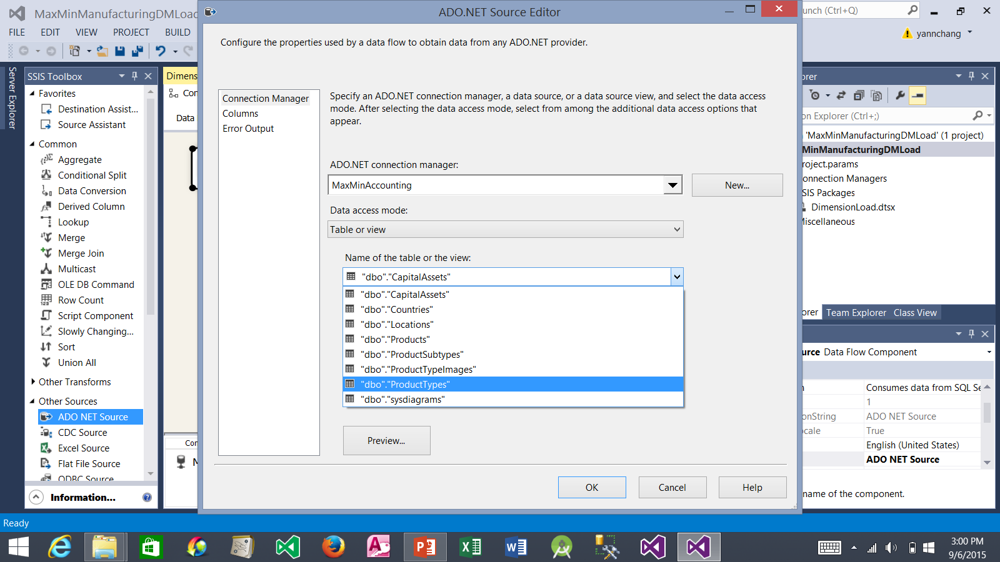 MaxMinManufacturingDMLoad
ADO.NET Source Editor
unch (Ctrl+Q)
FILE EDIT VIEW PROJECT BUILD
yannchang
Configure the properties used by a data flow to obtain data from any ADO.NET provider.
Server Explorer
SSIS Toolbox
Favorites
Destination Assist...
Source Assistant
Common
Aggregate
Conditional Split
Data Conversion
Derived Column
Lookup
Merge
Merge Join
Multicast
OLE DB Command
Row Count
Script Component
Slowly Changing...
Sort
Union All
Other Transforms
Other Sources
ADO NET Source
CDC Source
Excel Source
Flat File Source
ODBC Source
Information...
Dimens
Con
Data
Con
N
Connection Manager
Columns
Error Output
Specify an ADO.NET connection manager, a data source, or a data source view, and select the data access
mode. After selecting the data access mode, select from among the additional data access options that
appear.
ADO.NET connection manager:
MaxMinAccounting
New...
Data access mode:
Table or view
Name of the table or the view:
"dbo"."CapitalAssets"
"dbo"."CapitalAssets"
"dbo"."Countries"
"dbo"."Locations"
"dbo"."Products"
"dbo"."ProductSubtypes"
"dbo"."ProductTypeImages"
"dbo"."ProductTypes"
"dbo"."sysdiagrams"
Preview...
OK Cancel Help
orer
on Explorer (Ctrl+;)
'MaxMinManufacturingDMLoad' (1 project)
MinManufacturingDMLoad
roject.params
onnection Managers
SIS Packages
DimensionLoad.dtsx
Miscellaneous
orer Team Explorer Class View
urce Data Flow Component
n Consumes data from SQL Se
1
onString ADO NET Source
ocale True
English (United States)
ADO NET Source
name of the component.
Ready
3:00 PM
9/6/2015